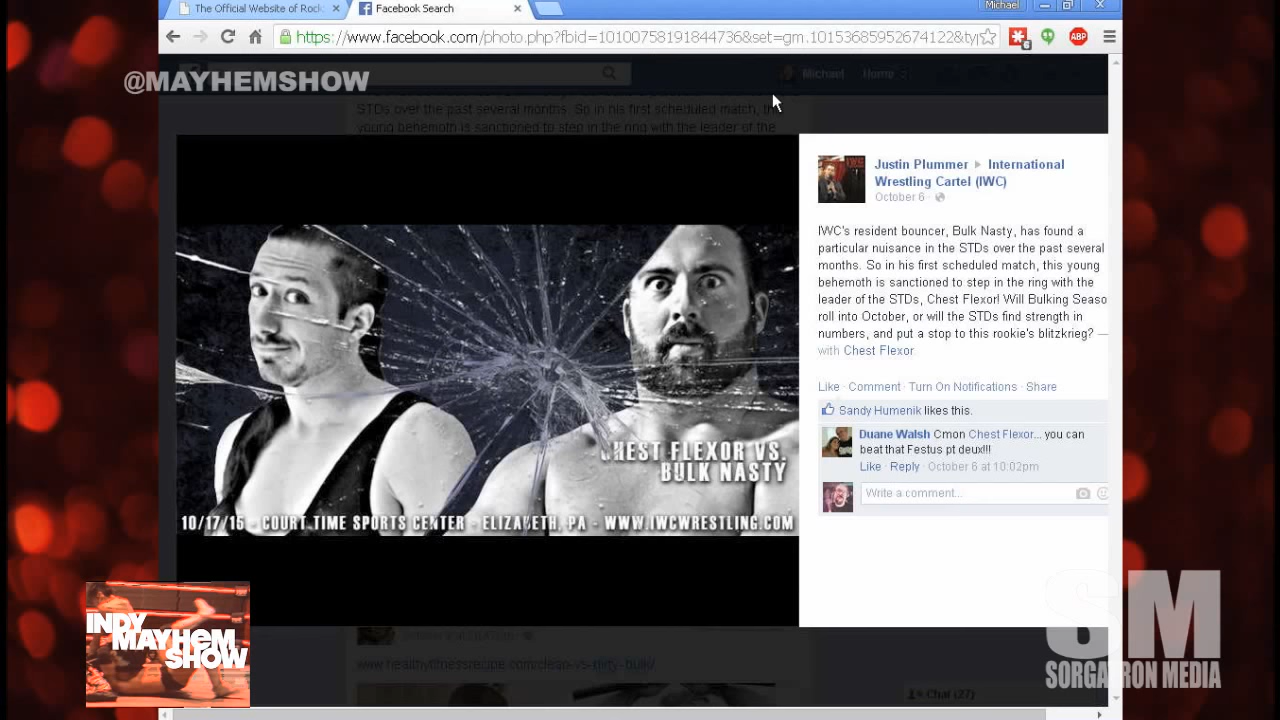 The Official Website of Rock
Facebook Search
Michael
https://www.facebook.com/photo.php?fbid=10100758191844736&set=gm.10153685952674122&typ
6
ABP
@MAYHEMSHOW
Michael
Home
STDs over the past several months. So in his first scheduled match, this
young behemoth is sanctioned to step in the ring with the leader of the
Justin Plummer ▸ International
Wrestling Cartel (IWC)
October 6
IWC's resident bouncer, Bulk Nasty, has found a
particular nuisance in the STDs over the past several
months. So in his first scheduled match, this young
behemoth is sanctioned to step in the ring with the
leader of the STDs, Chest Flexor! Will Bulking Seaso
roll into October, or will the STDs find strength in
numbers, and put a stop to this rookie's blitzkrieg? —
with Chest Flexor.
Like · Comment · Turn On Notifications · Share
Sandy Humenik likes this.
Duane Walsh Cmon Chest Flexor... you can
beat that Festus pt deux!!!
Like · Reply · October 6 at 10:02pm
Write a comment...
CHEST FLEXOR VS.
BULK NASTY
10/17/15 - COURT TIME SPORTS CENTER - ELIZABETH, PA - WWW.IWCWRESTLING.COM
INDY
MAYHEM
SHOW
www.healthyfitnessrecipe.com/clean-vs-dirty-bulk/
Chat (27)
SM
SORGATRON MEDIA